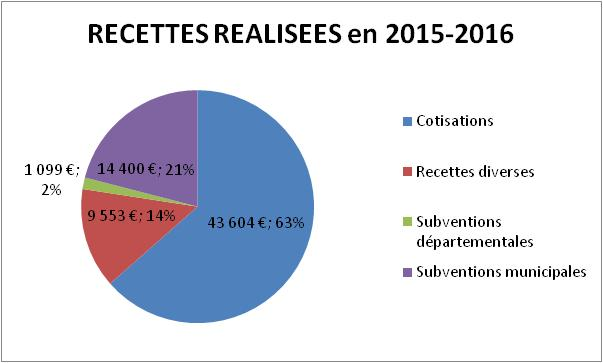 RECETTES REALISEES en 2015-2016
14 400 €; 21%
1 099 €;
2%
9 553 €; 14%
43 604 €; 63%
Cotisations
Recettes diverses
Subventions
départementales
Subventions municipales